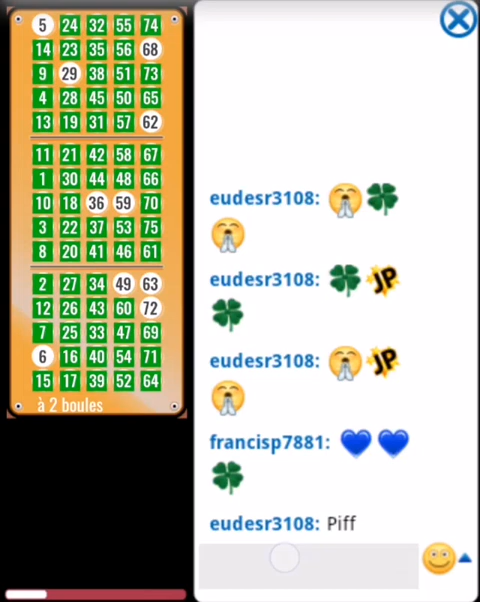 5 24 32 55 74
14 23 35 56 68
9 29 38 51 73
4 28 45 50 65
13 19 31 57 62
11 21 42 58 67
1 30 44 48 66
10 18 36 59 70
3 22 37 53 75
8 20 41 46 61
2 27 34 49 63
12 26 43 60 72
7 25 33 47 69
6 16 40 54 71
15 17 39 52 64
à 2 boules
eudesr3108:
eudesr3108: JP
eudesr3108: JP
francisp7881:
eudesr3108: Piff